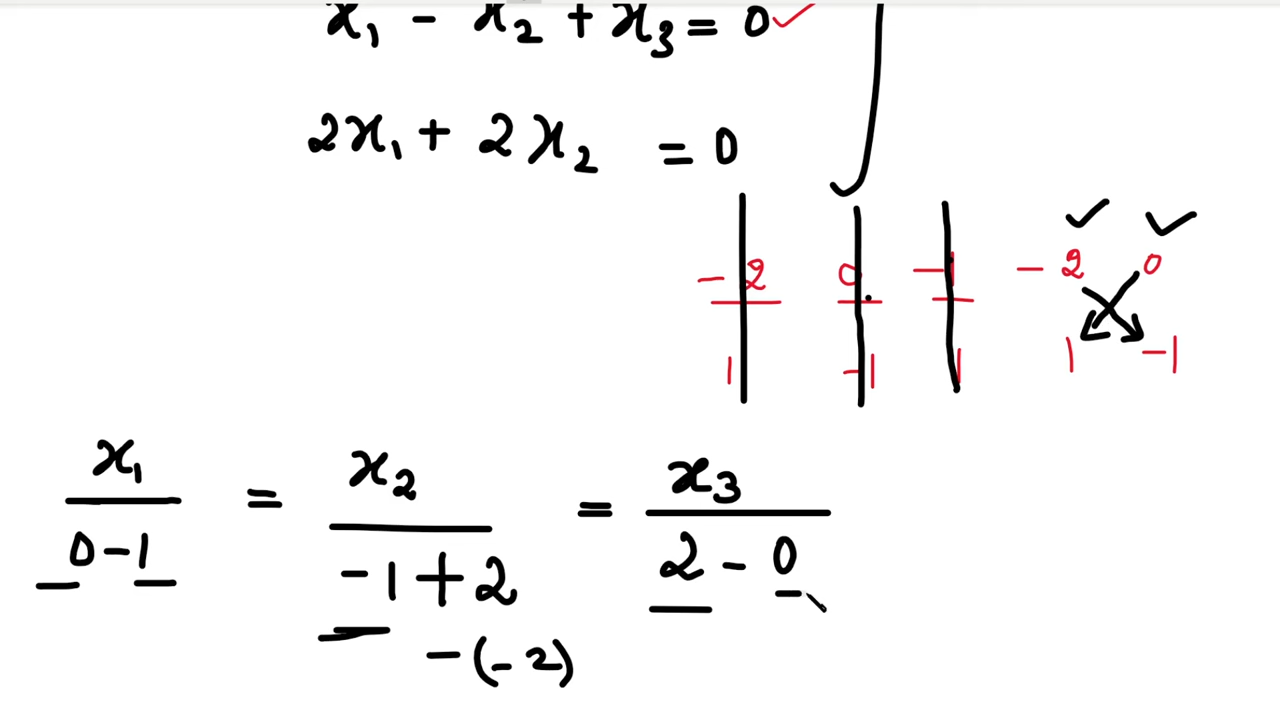 x₁ - x₂ + x₃ = 0 ✓
2x₁ + 2x₂ = 0
✓ ✓
-2 0 -1 -2 0
1 -1 1 1 -1
x₁ = x₂ = x₃
0-1 -1+2 2-0
-(-2)